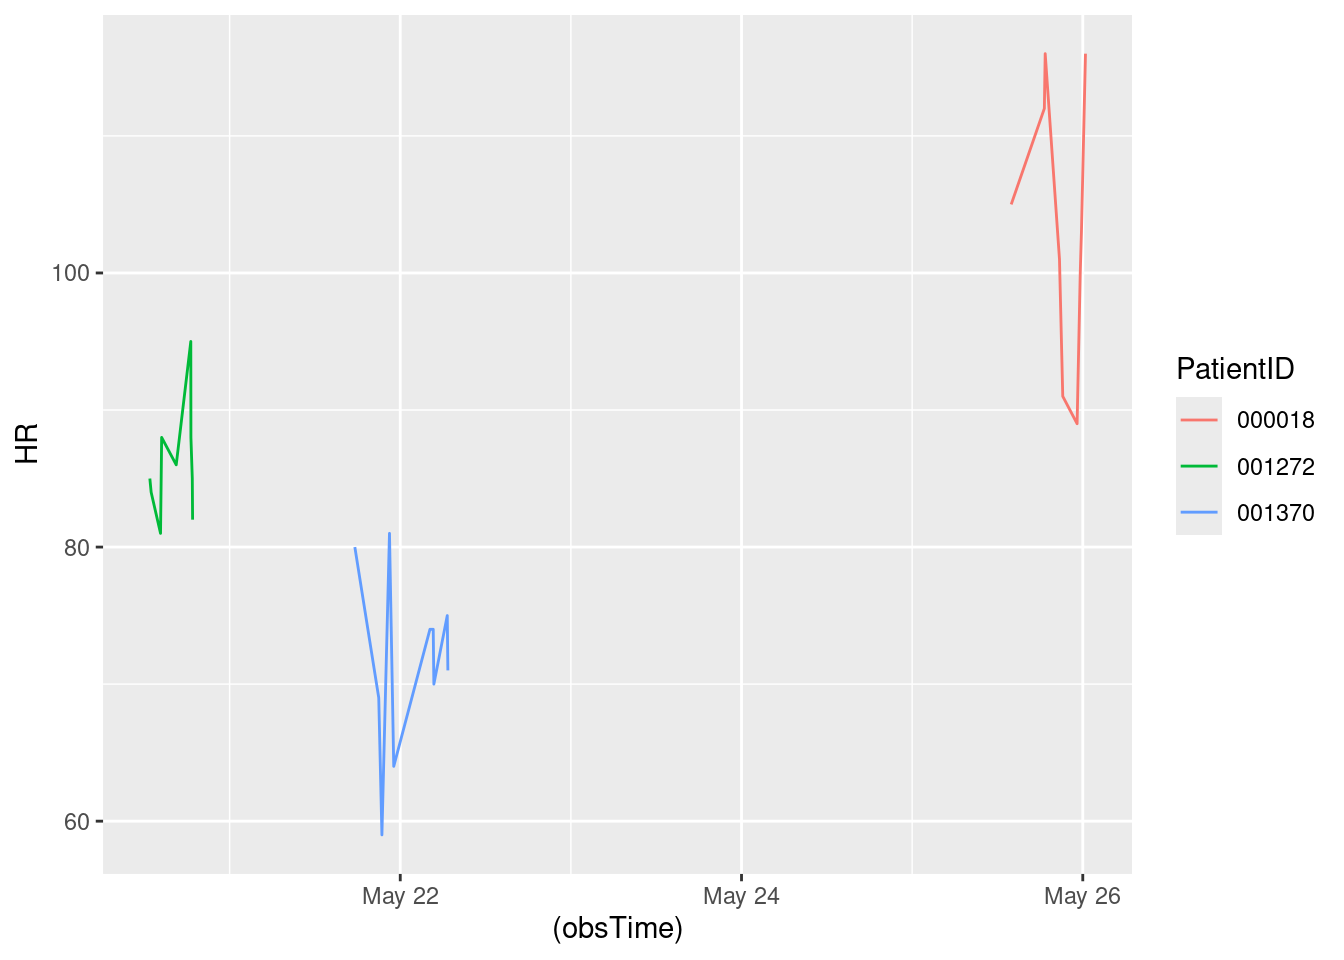 100
80
60
HR
May 22
May 24
May 26
(obsTime)
PatientID
000018
001272
001370